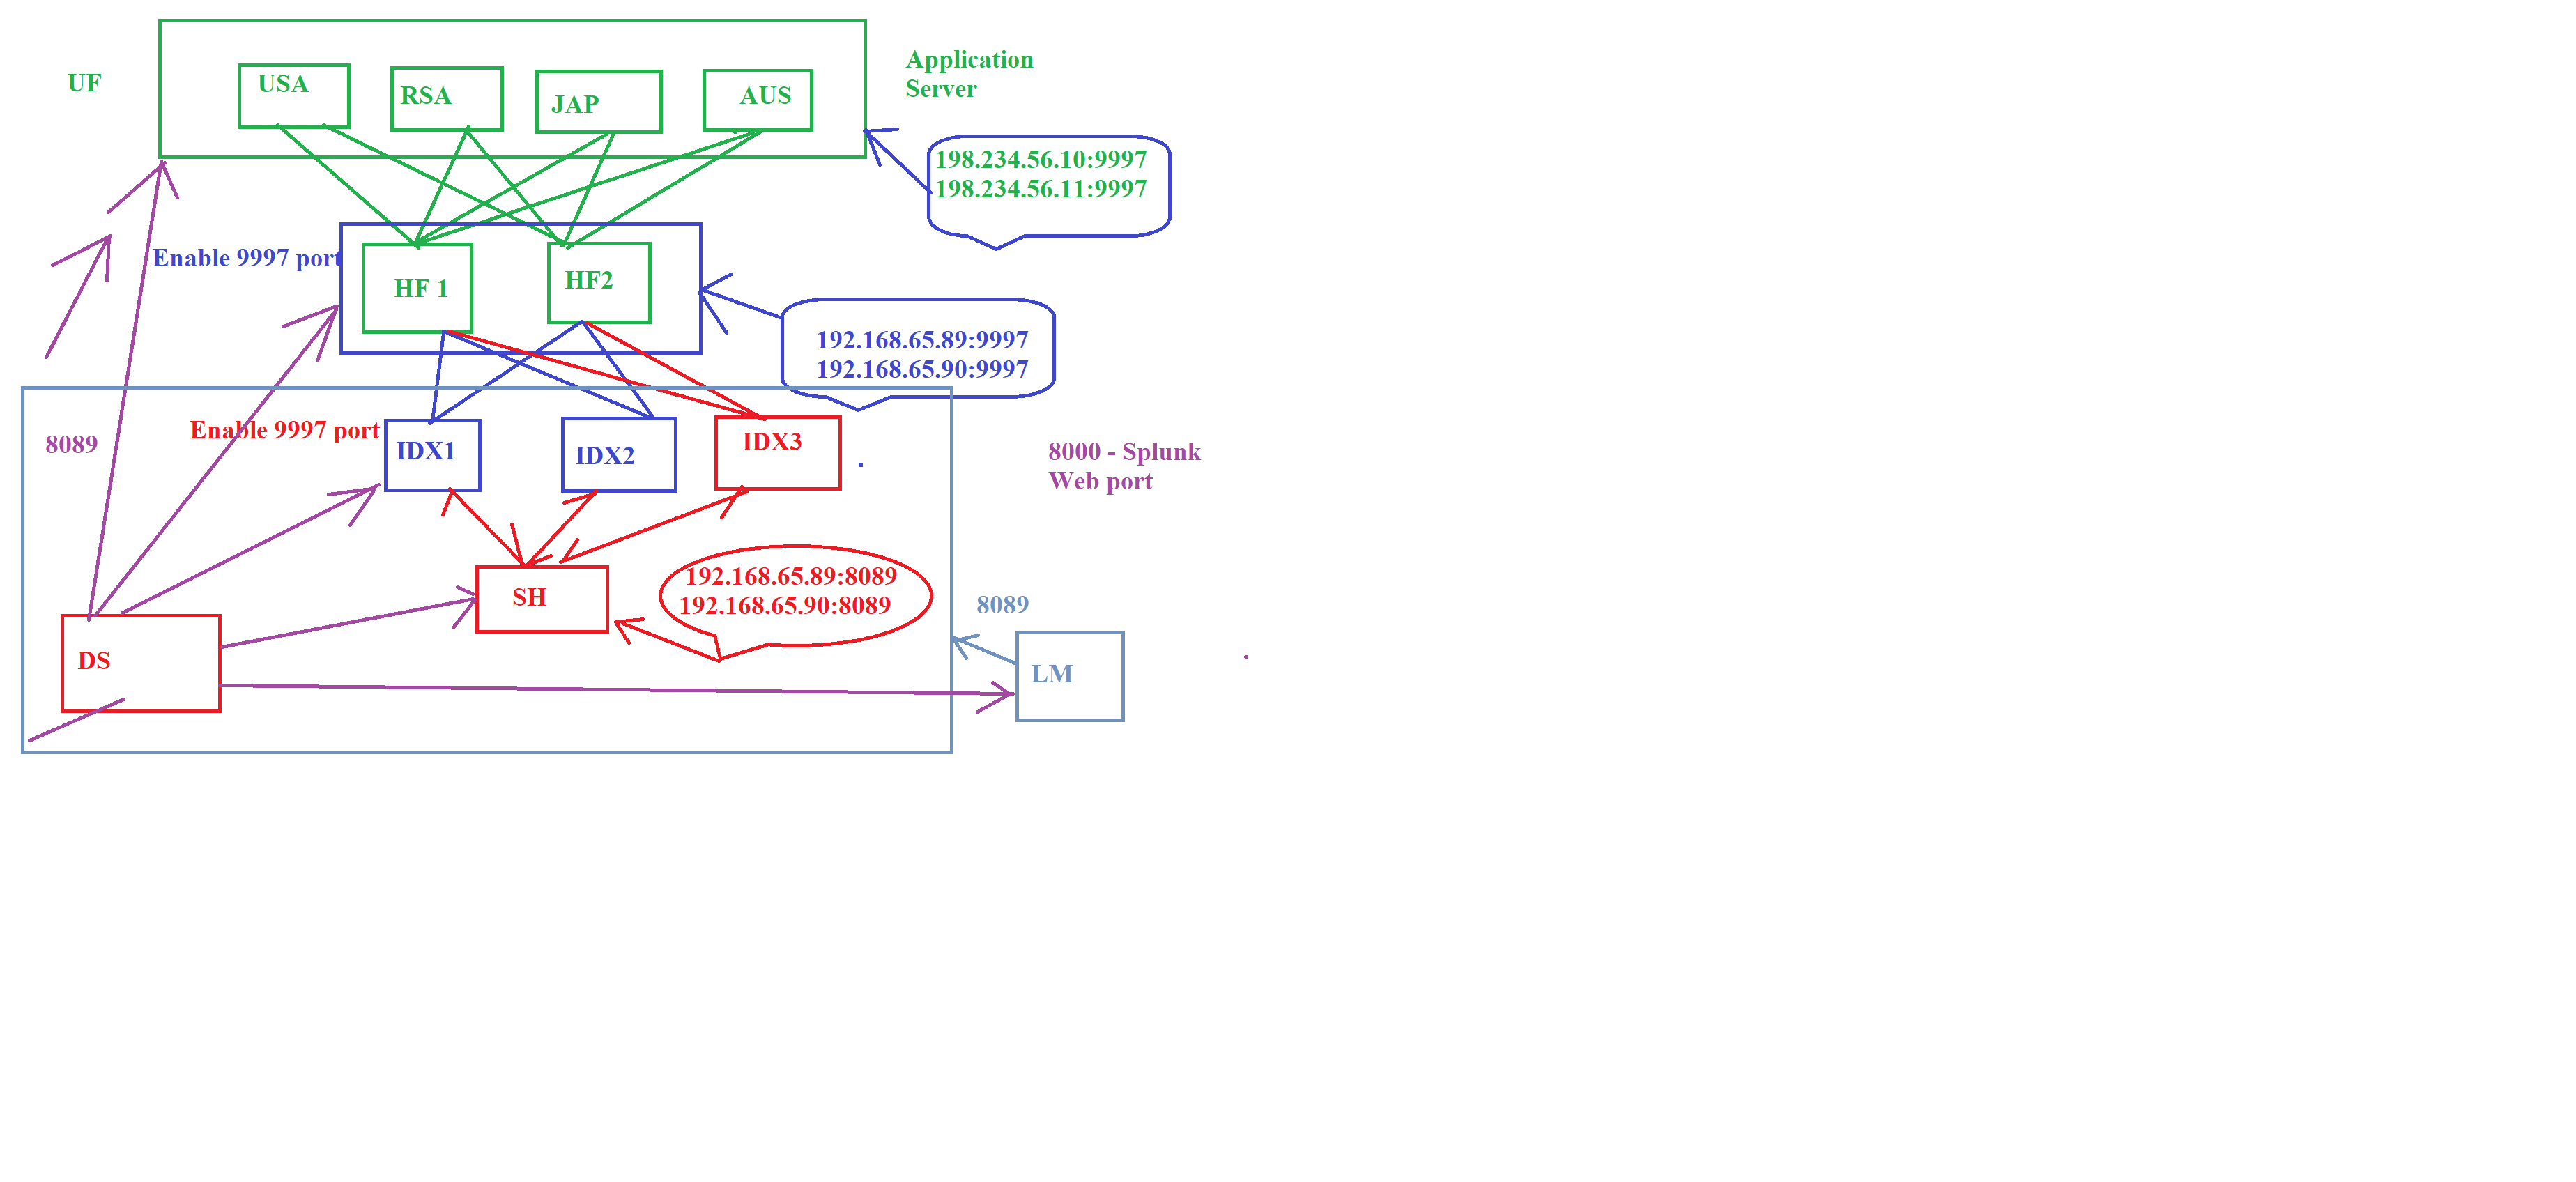 Application
Server
UF
USA
RSA
JAP
AUS
198.234.56.10:9997
198.234.56.11:9997
Enable 9997 port
HF 1
HF2
192.168.65.89:9997
192.168.65.90:9997
Enable 9997 port
8089
IDX1
IDX2
IDX3
.
8000 - Splunk
Web port
SH
192.168.65.89:8089
192.168.65.90:8089
8089
DS
LM